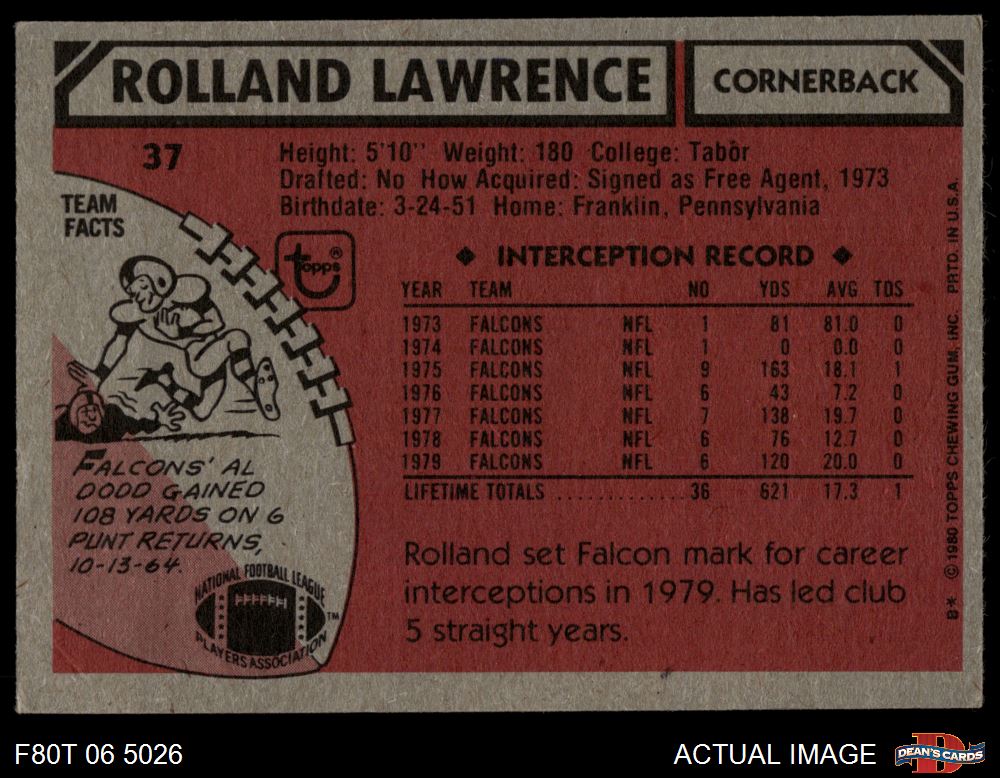 ROLLAND LAWRENCE
CORNERBACK
37
Height: 5'10'' Weight: 180 College: Tabor
Drafted: No How Acquired: Signed as Free Agent, 1973
Birthdate: 3-24-51 Home: Franklin, Pennsylvania
TEAM
FACTS
topps®
◆ INTERCEPTION RECORD ◆
YEAR TEAM NO YDS AVG TDS
1973 FALCONS NFL 1 81 81.0 0
1974 FALCONS NFL 1 0 0.0 0
1975 FALCONS NFL 9 163 18.1 1
1976 FALCONS NFL 6 43 7.2 0
1977 FALCONS NFL 7 138 19.7 0
1978 FALCONS NFL 6 76 12.7 0
1979 FALCONS NFL 6 120 20.0 0
LIFETIME TOTALS ............ 36 621 17.3 1
FALCONS' AL
DODD GAINED
108 YARDS ON 6
PUNT RETURNS,
10-13-64.
NATIONAL FOOTBALL LEAGUE
PLAYERS ASSOCIATION
TM
Rolland set Falcon mark for career
interceptions in 1979. Has led club
5 straight years.
B* © 1980 TOPPS CHEWING GUM, INC. PRTD. IN U.S.A.
F80T 06 5026
ACTUAL IMAGE
DEAN'S CARDS